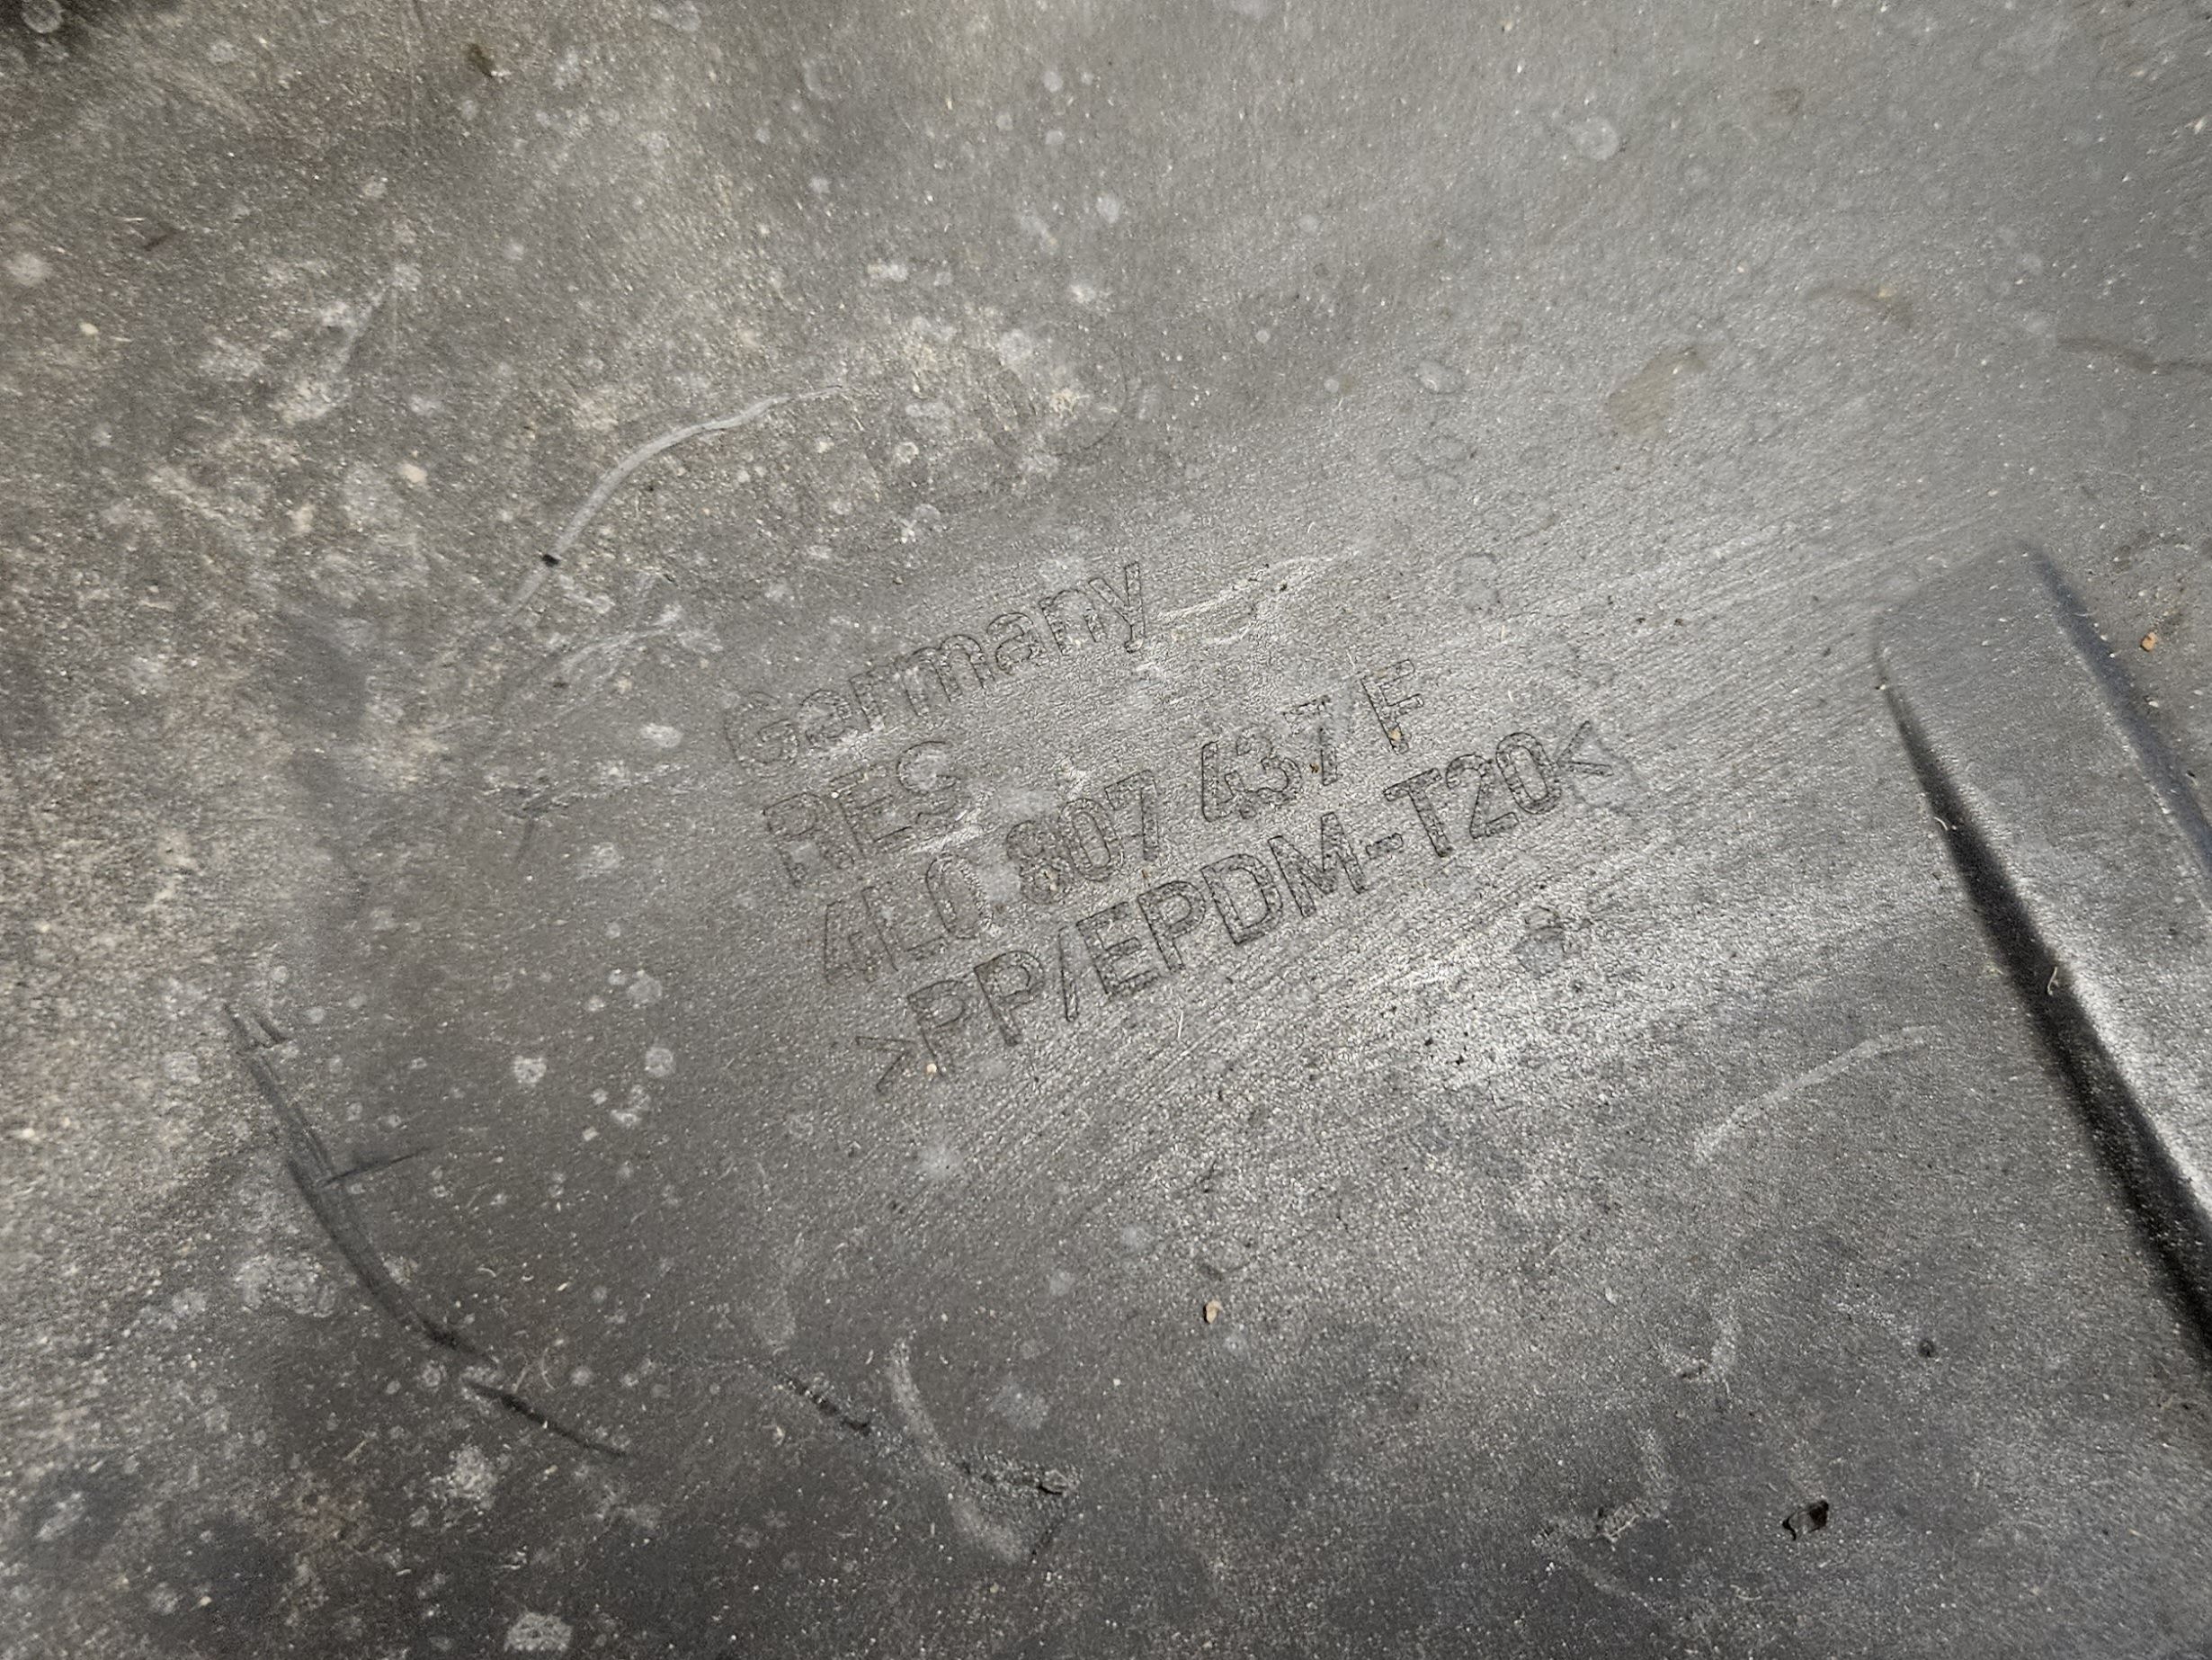 Germany
RES
4L0 807 437 F
>PP/EPDM-T20<